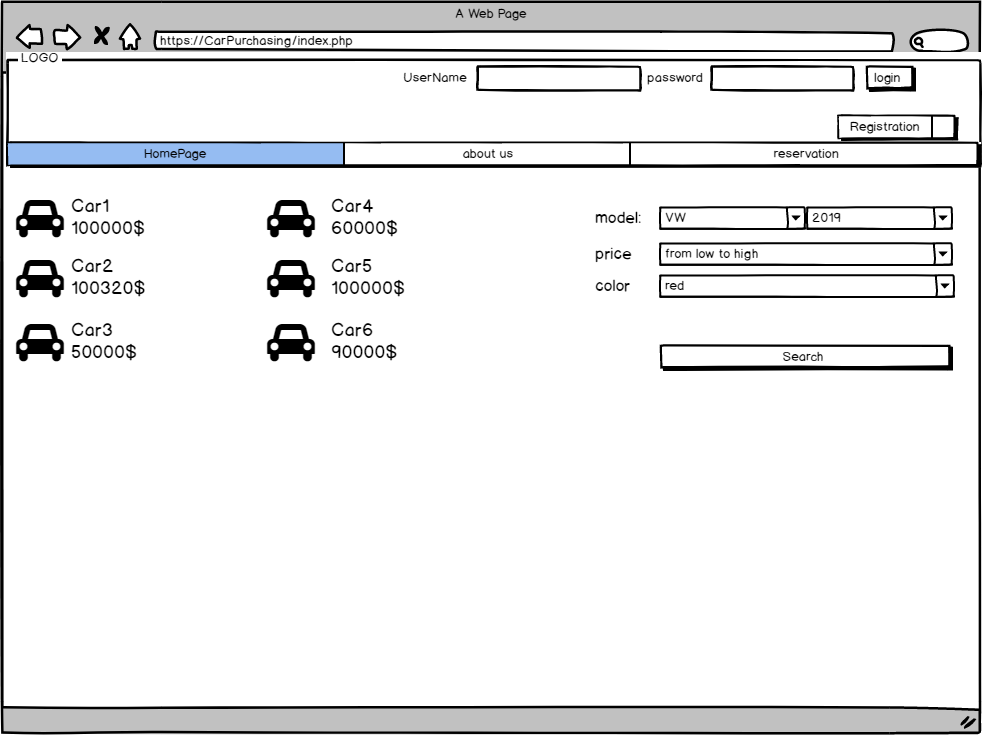 A Web Page
https://CarPurchasing/index.php
LOGO
UserName password login
Registration
HomePage about us reservation
Car1
100000$
Car4
60000$
model: VW 2019
Car2
100320$
Car5
100000$
price from low to high
color red
Car3
50000$
Car6
90000$
Search